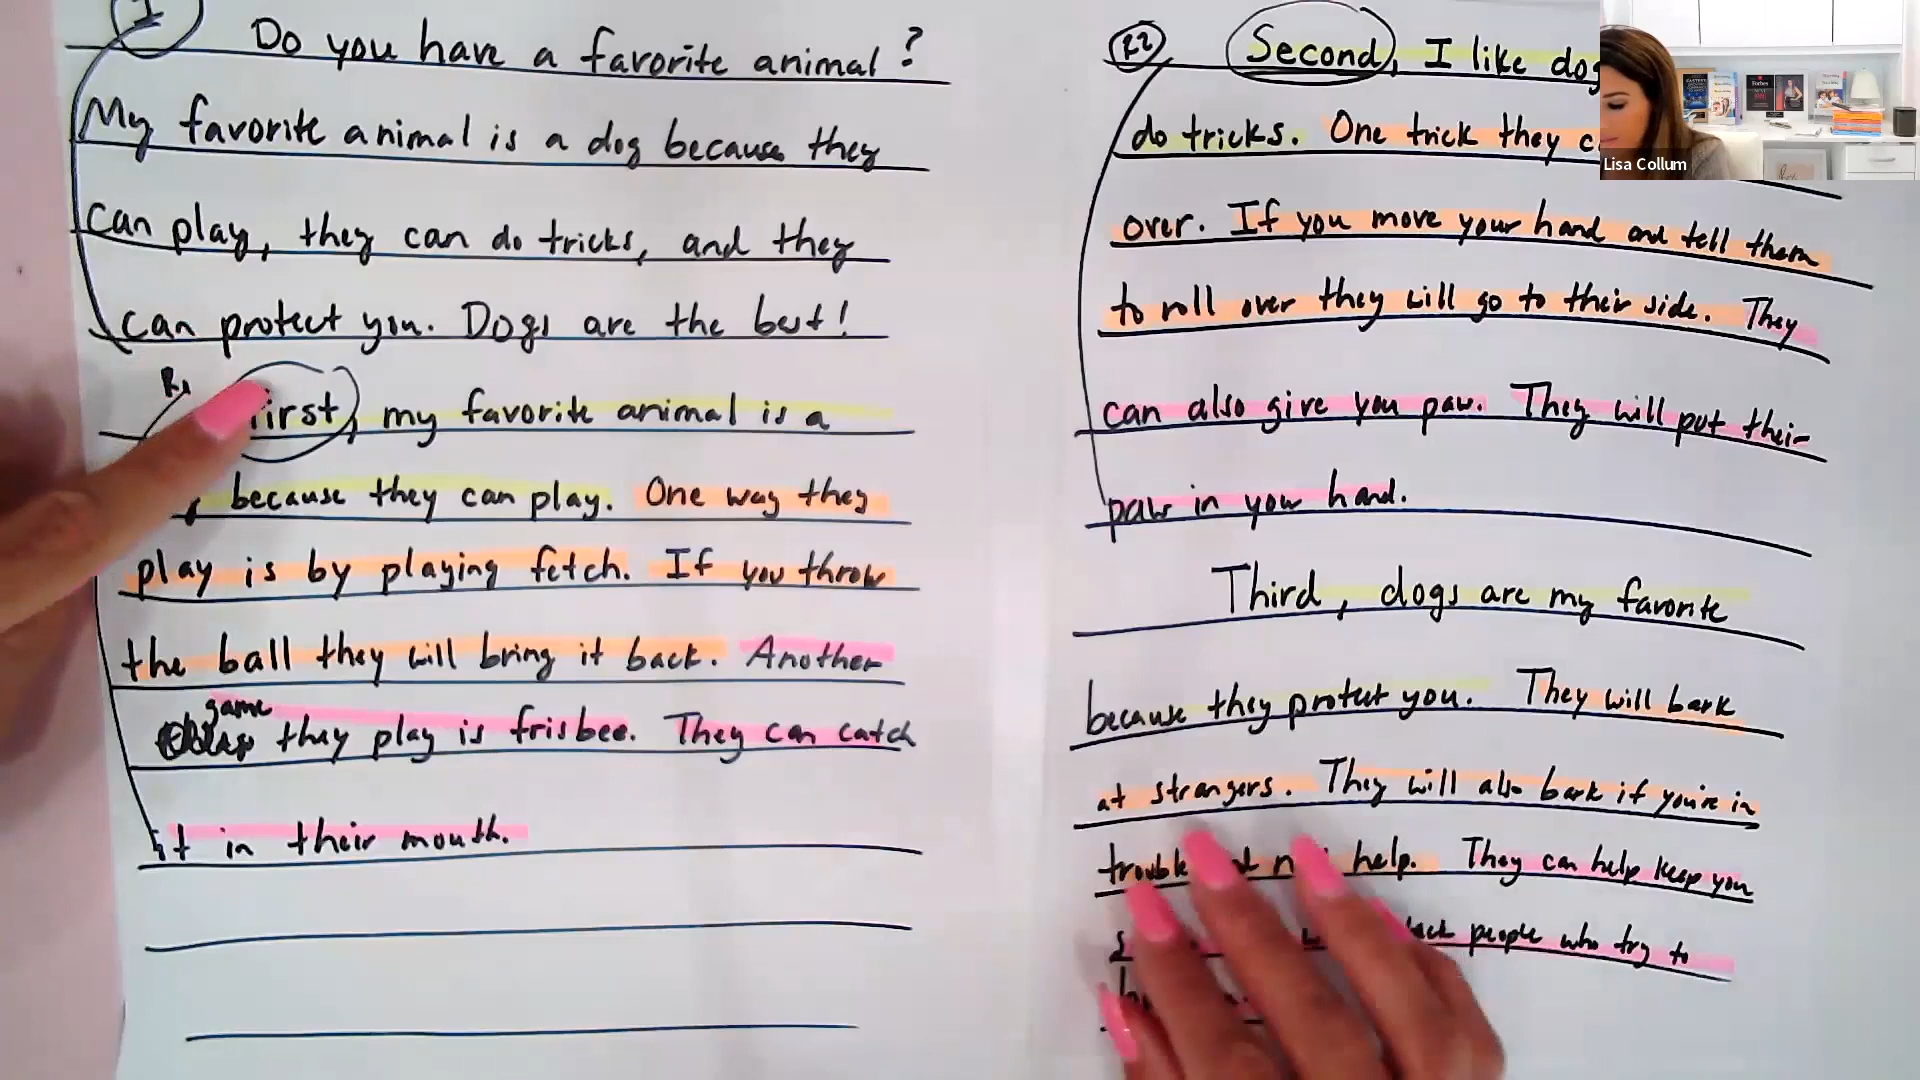 I
Do you have a favorite animal?
My favorite animal is a dog because they
can play, they can do tricks, and they
can protect you. Dogs are the best!
R1
First, my favorite animal is a
because they can play. One way they
play is by playing fetch. If you throw
the ball they will bring it back. Another
game
they play is frisbee. They can catch
it in their mouth.
R2
Second, I like dog
do tricks. One trick they c
over. If you move your hand and tell them
to roll over they will go to their side. They
can also give you paw. They will put their
paw in your hand.
Third, dogs are my favorite
because they protect you. They will bark
at strangers. They will also bark if you're in
trouble help. They can help keep you
people who try to
Lisa Collum
Forbes